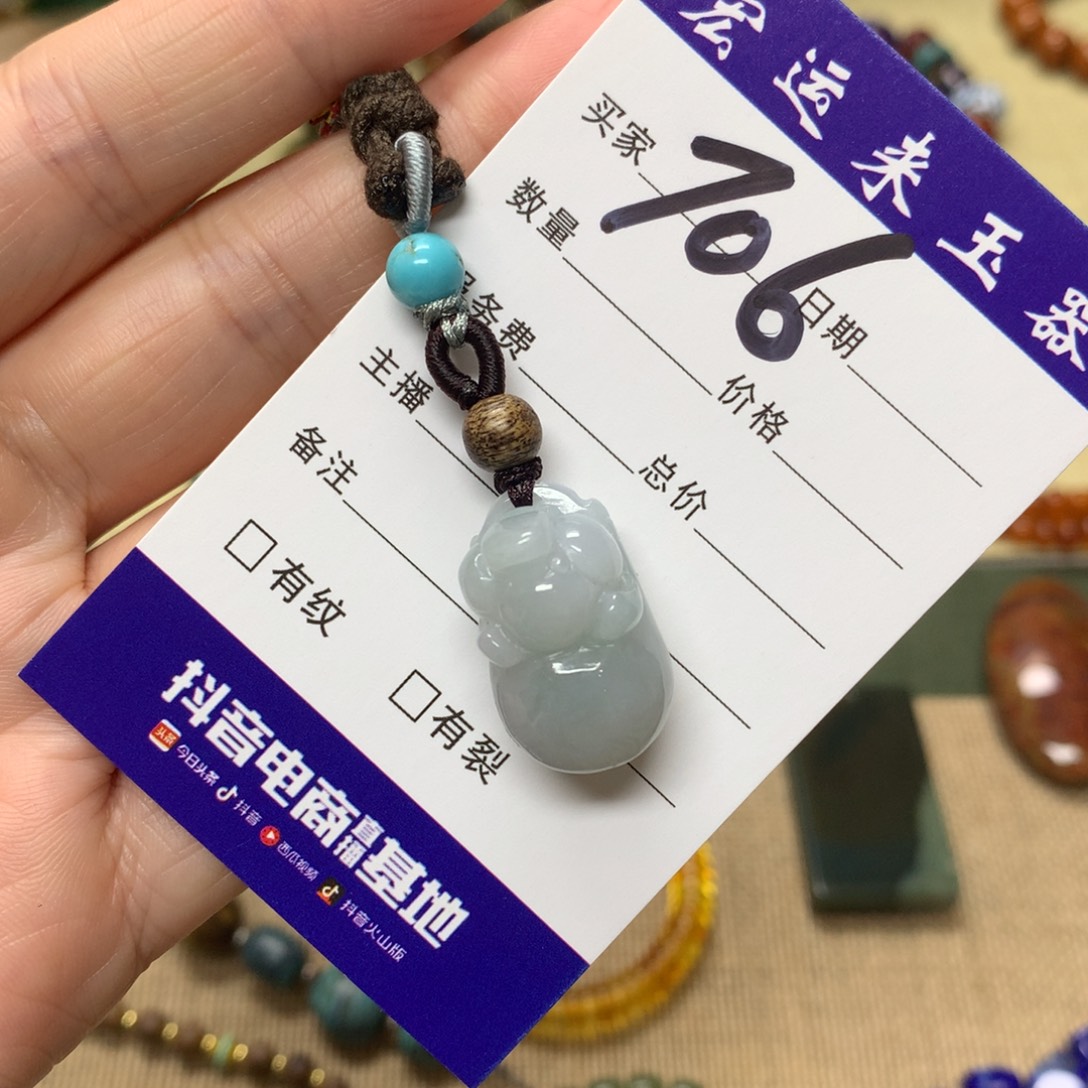 宏运来玉器
买家 706 日期
数量 价格
服务费 总价
主播
备注
□有纹 □有裂
抖音电商直播基地
头条 今日头条 抖音 西瓜视频 抖音火山版